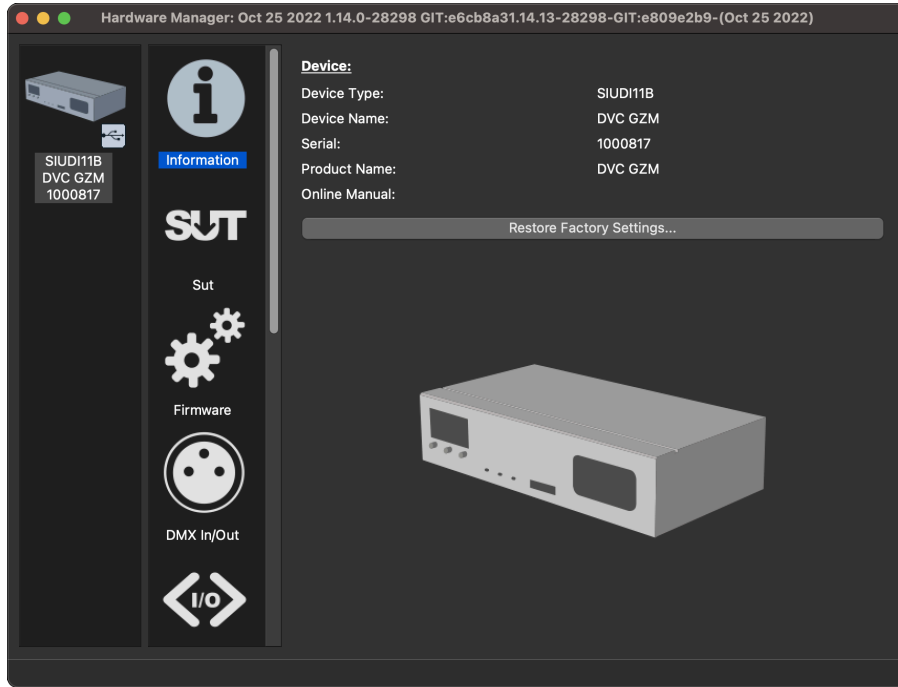 Hardware Manager: Oct 25 2022 1.14.0-28298 GIT:e6cb8a31.14.13-28298-GIT:e809e2b9-(Oct 25 2022)
SIUDI11B
DVC GZM
1000817
Information
SUT
Sut
Firmware
DMX In/Out
I/O
Device:
Device Type: SIUDI11B
Device Name: DVC GZM
Serial: 1000817
Product Name: DVC GZM
Online Manual:
Restore Factory Settings...